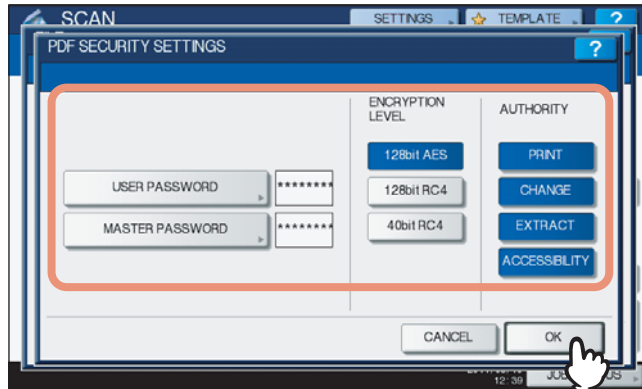 SCAN
SETTINGS
TEMPLATE
?
PDF SECURITY SETTINGS
?
ENCRYPTION
LEVEL
AUTHORITY
128bit AES
PRINT
USER PASSWORD
********
128bit RC4
CHANGE
MASTER PASSWORD
********
40bit RC4
EXTRACT
ACCESSIBILITY
CANCEL
OK
12:39